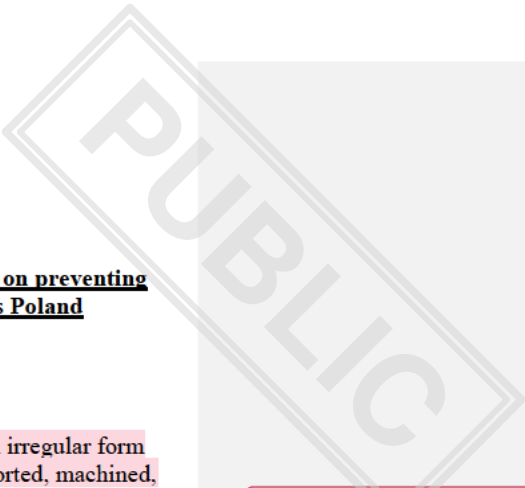 PUBLIC
on preventing
s Poland
irregular form
orted, machined,